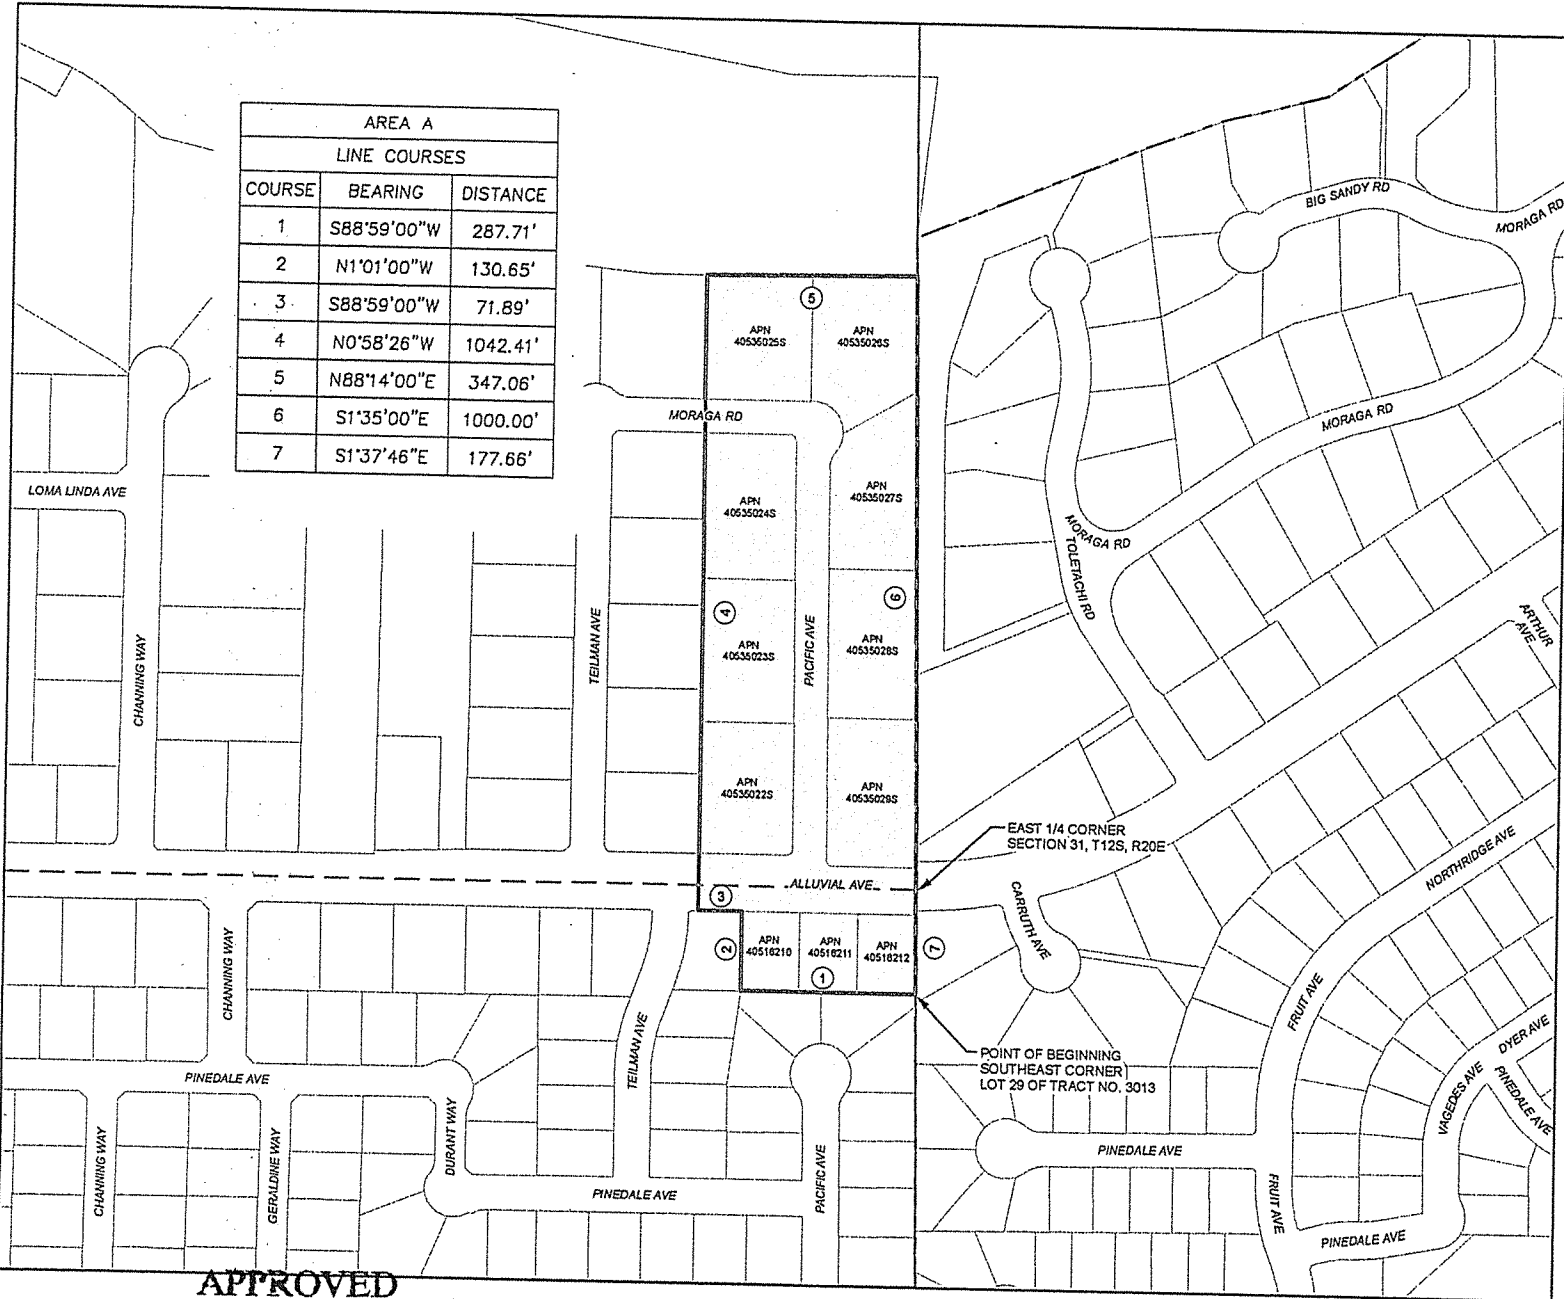 AREA A
LINE COURSES
COURSE BEARING DISTANCE
1 S88°59'00"W 287.71'
2 N1°01'00"W 130.65'
3 S88°59'00"W 71.89'
4 N0°58'26"W 1042.41'
5 N88°14'00"E 347.06'
6 S1°35'00"E 1000.00'
7 S1°37'46"E 177.66'
BIG SANDY RD
MORAGA RD
5
APN
40535025S
APN
40535026S
MORAGA RD
MORAGA RD
LOMA LINDA AVE
APN
40535024S
APN
40535027S
MORAGA RD
TOLETACHI RD
4
6
CHANNING WAY
TEILMAN AVE
APN
40535023S
PACIFIC AVE
APN
40535028S
ARTHUR
AVE
APN
40535022S
APN
40535029S
EAST 1/4 CORNER
SECTION 31, T12S, R20E
NORTHRIDGE AVE
ALLUVIAL AVE
3
CARRUTH AVE
CHANNING WAY
2
APN
40516210
APN
40516211
APN
40516212
7
1
FRUIT AVE
TEILMAN AVE
POINT OF BEGINNING
SOUTHEAST CORNER
LOT 29 OF TRACT NO. 3013
DYER AVE
PINEDALE AVE
VAGEDES AVE
PINEDALE AVE
DURANT WAY
CHANNING WAY
GERALDINE WAY
PINEDALE AVE
PACIFIC AVE
PINEDALE AVE
FRUIT AVE
PINEDALE AVE
APPROVED